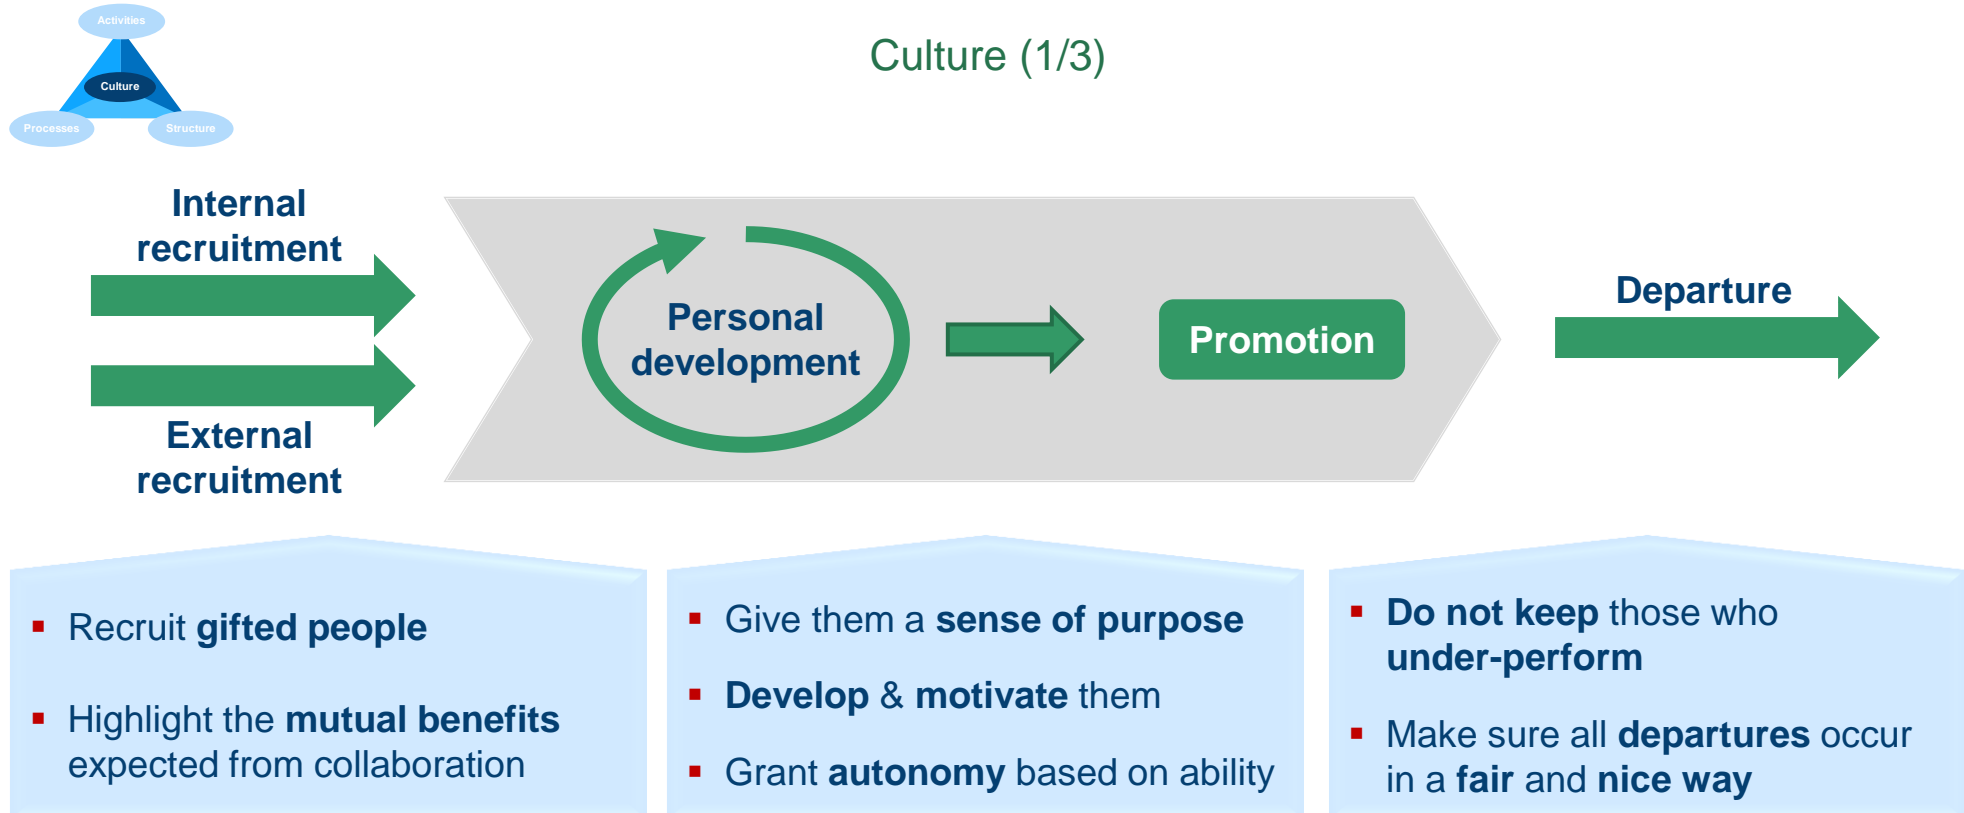 Activities
Culture
Processes
Structure
Culture (1/3)
Internal
recruitment
External
recruitment
Personal
development
Promotion
Departure
▪ Recruit gifted people
▪ Highlight the mutual benefits
expected from collaboration
▪ Give them a sense of purpose
▪ Develop & motivate them
▪ Grant autonomy based on ability
▪ Do not keep those who
under-perform
▪ Make sure all departures occur
in a fair and nice way